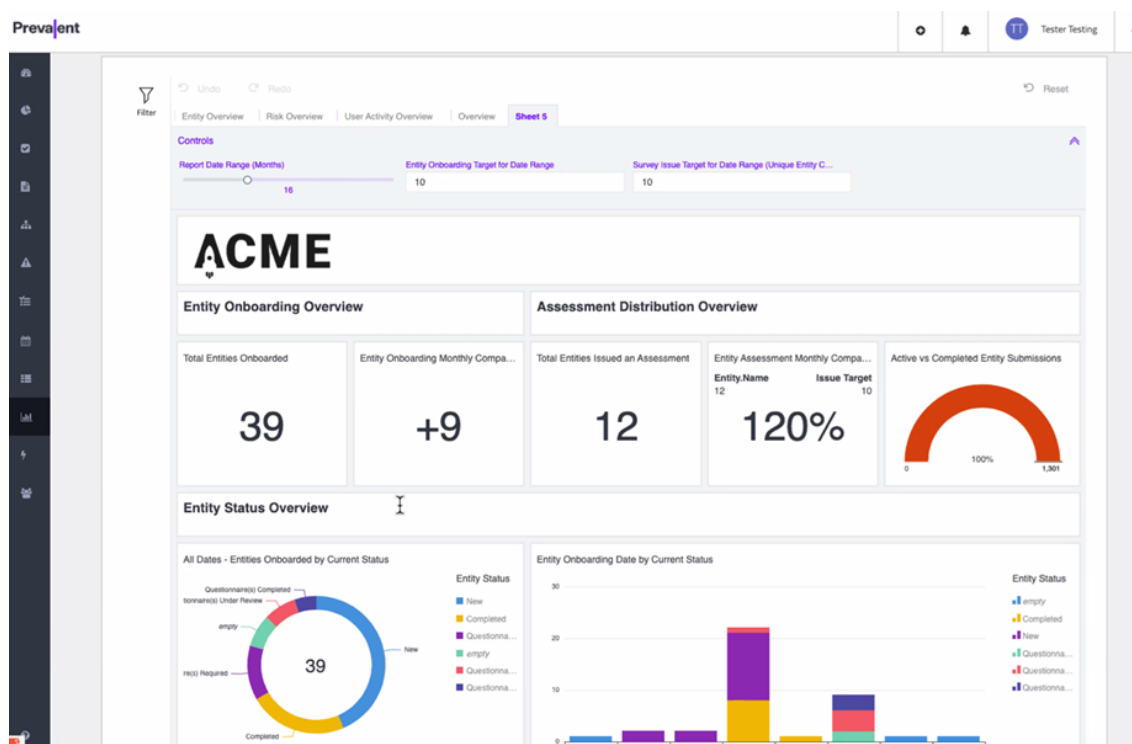 Prevalent
TT Tester Testing
Undo Redo Reset
Filter
Entity Overview Risk Overview User Activity Overview Overview Sheet 5
Controls
Report Date Range (Months) Entity Onboarding Target for Date Range Survey Issue Target for Date Range (Unique Entity C...
16 10 10
ACME
Entity Onboarding Overview Assessment Distribution Overview
Total Entities Onboarded Entity Onboarding Monthly Compa... Total Entities Issued an Assessment Entity Assessment Monthly Compa... Active vs Completed Entity Submissions
Entity.Name Issue Target
12 10
39 +9 12 120%
100%
0 1,301
Entity Status Overview
All Dates - Entities Onboarded by Current Status Entity Onboarding Date by Current Status
Entity Status Entity Status
Questionnaire(s) Completed
tionnaire(s) Under Review
empty
re(s) Required
Completed
New
39
New
Completed
Questionna...
empty
Questionna...
Questionna...
30
20
10
0
empty
Completed
New
Questionna...
Questionna...
Questionna...